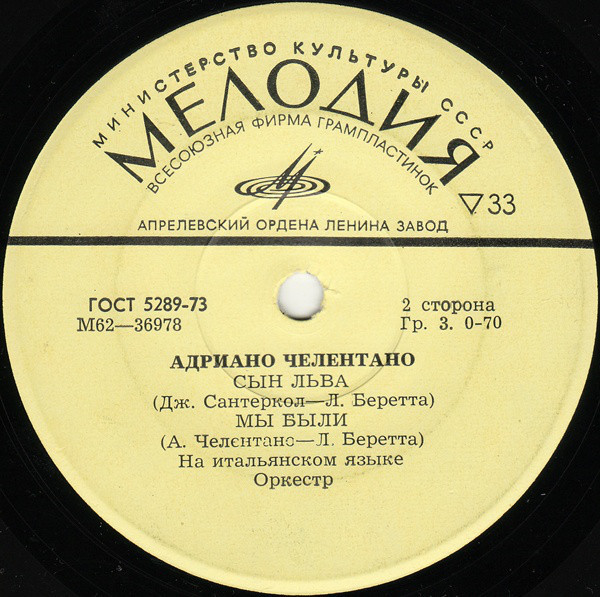 МИНИСТЕРСТВО КУЛЬТУРЫ СССР
МЕЛОДИЯ
ВСЕСОЮЗНАЯ ФИРМА ГРАМПЛАСТИНОК
▽33
АПРЕЛЕВСКИЙ ОРДЕНА ЛЕНИНА ЗАВОД
ГОСТ 5289-73
2 сторона
М62—36978
Гр. 3. 0-70
АДРИАНО ЧЕЛЕНТАНО
СЫН ЛЬВА
(Дж. Сантеркол—Л. Беретта)
МЫ БЫЛИ
(А. Челентано—Л. Беретта)
На итальянском языке
Оркестр